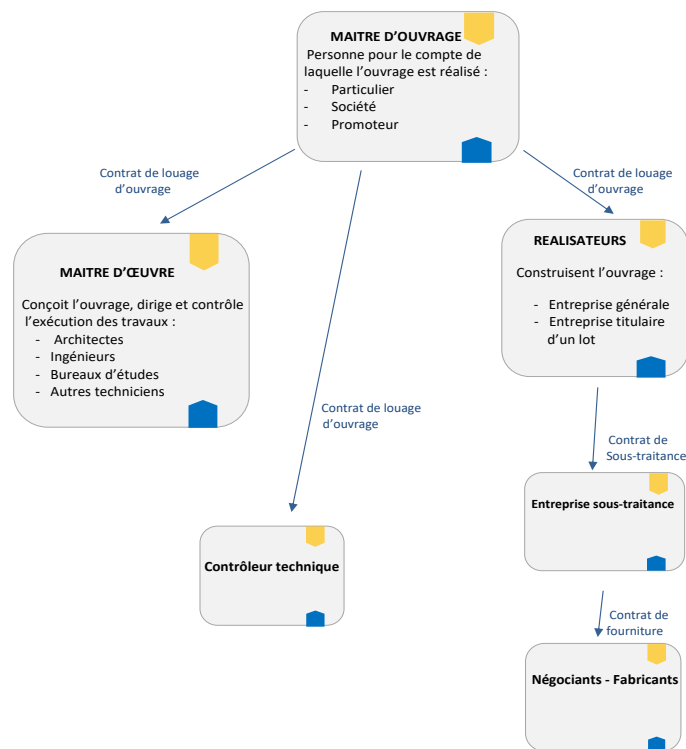 MAITRE D'OUVRAGE
Personne pour le compte de
laquelle l'ouvrage est réalisé :
- Particulier
- Société
- Promoteur
Contrat de louage
d'ouvrage
Contrat de louage
d'ouvrage
MAITRE D'ŒUVRE
Conçoit l'ouvrage, dirige et contrôle
l'exécution des travaux :
- Architectes
- Ingénieurs
- Bureaux d'études
- Autres techniciens
REALISATEURS
Construisent l'ouvrage :
- Entreprise générale
- Entreprise titulaire
d'un lot
Contrat de louage
d'ouvrage
Contrat de
Sous-traitance
Entreprise sous-traitance
Contrôleur technique
Contrat de
fourniture
Négociants - Fabricants